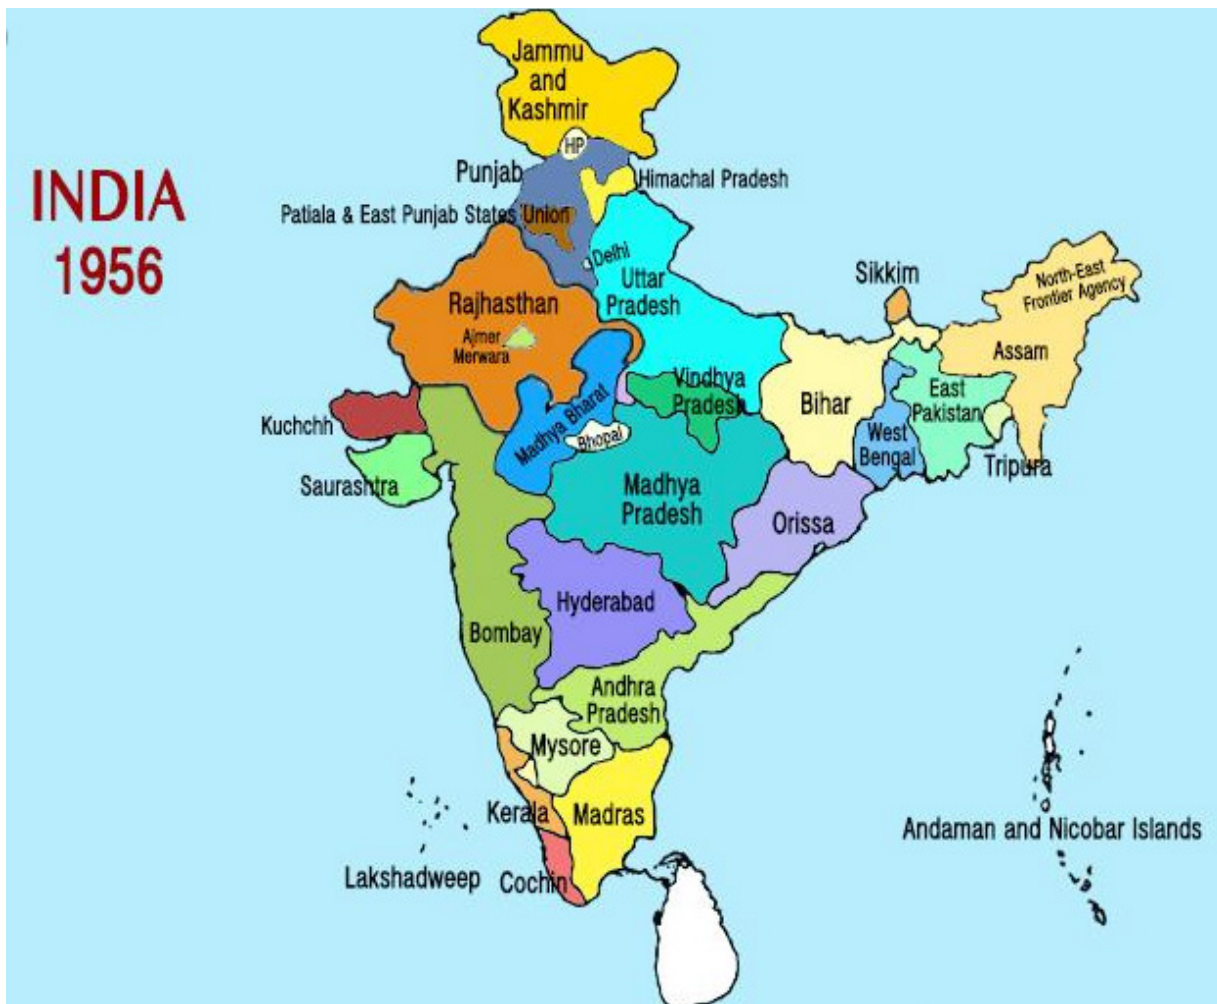 INDIA
1956
Jammu
and
Kashmir
HP
Punjab
Himachal Pradesh
Patiala & East Punjab States Union
Delhi
Uttar
Pradesh
Sikkim
North-East
Frontier Agency
Rajhasthan
Ajmer
Merwara
Assam
Kuchchh
Madhya Bharat
Vindhya
Pradesh
Bihar
East
Pakistan
Bhopal
West
Bengal
Tripura
Saurashtra
Madhya
Pradesh
Orissa
Hyderabad
Bombay
Andhra
Pradesh
Mysore
Kerala
Madras
Andaman and Nicobar Islands
Lakshadweep
Cochin